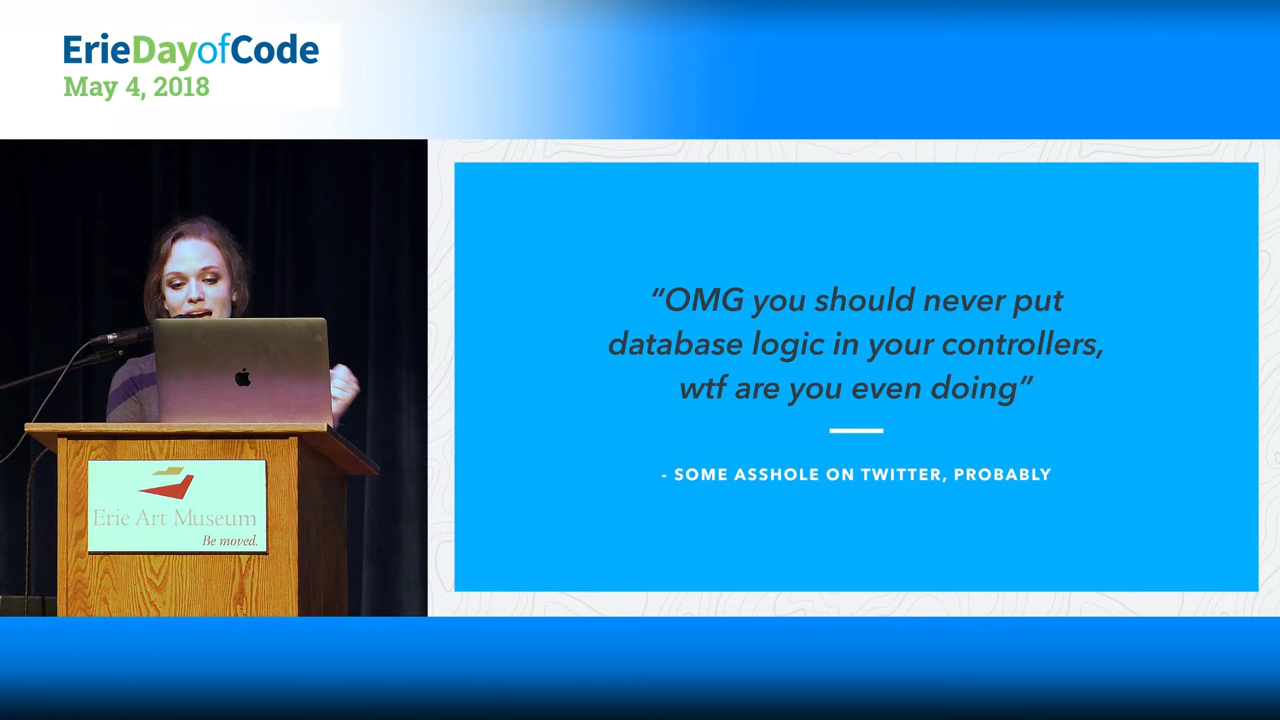 ErieDayofCode
May 4, 2018
“OMG you should never put
database logic in your controllers,
wtf are you even doing”
- SOME ASSHOLE ON TWITTER, PROBABLY
Erie Art Museum
Be moved.